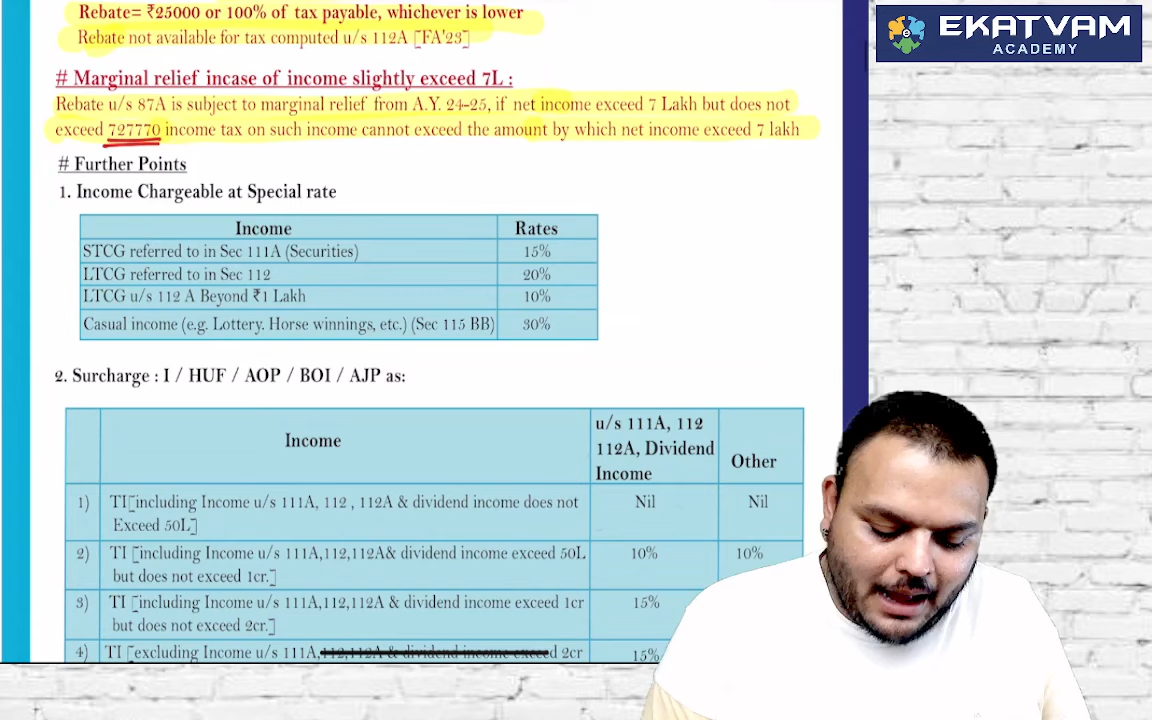 Rebate= ₹25000 or 100% of tax payable, whichever is lower
Rebate not available for tax computed u/s 112A [FA'23]
EKATVAM
ACADEMY
# Marginal relief incase of income slightly exceed 7L :
Rebate u/s 87A is subject to marginal relief from A.Y. 24-25, if net income exceed 7 Lakh but does not
exceed 727770 income tax on such income cannot exceed the amount by which net income exceed 7 lakh
# Further Points
1. Income Chargeable at Special rate
Income Rates
STCG referred to in Sec 111A (Securities) 15%
LTCG referred to in Sec 112 20%
LTCG u/s 112 A Beyond ₹1 Lakh 10%
Casual income (e.g. Lottery. Horse winnings, etc.) (Sec 115 BB) 30%
2. Surcharge : I / HUF / AOP / BOI / AJP as:
Income
u/s 111A, 112
112A, Dividend
Income
Other
1) TI[including Income u/s 111A, 112 , 112A & dividend income does not
Exceed 50L]
Nil Nil
2) TI [including Income u/s 111A,112,112A& dividend income exceed 50L
but does not exceed 1cr.]
10% 10%
3) TI [including Income u/s 111A,112,112A & dividend income exceed 1cr
but does not exceed 2cr.]
15%
4) TI [excluding Income u/s 111A,112,112A & dividend income exceed 2cr
15%